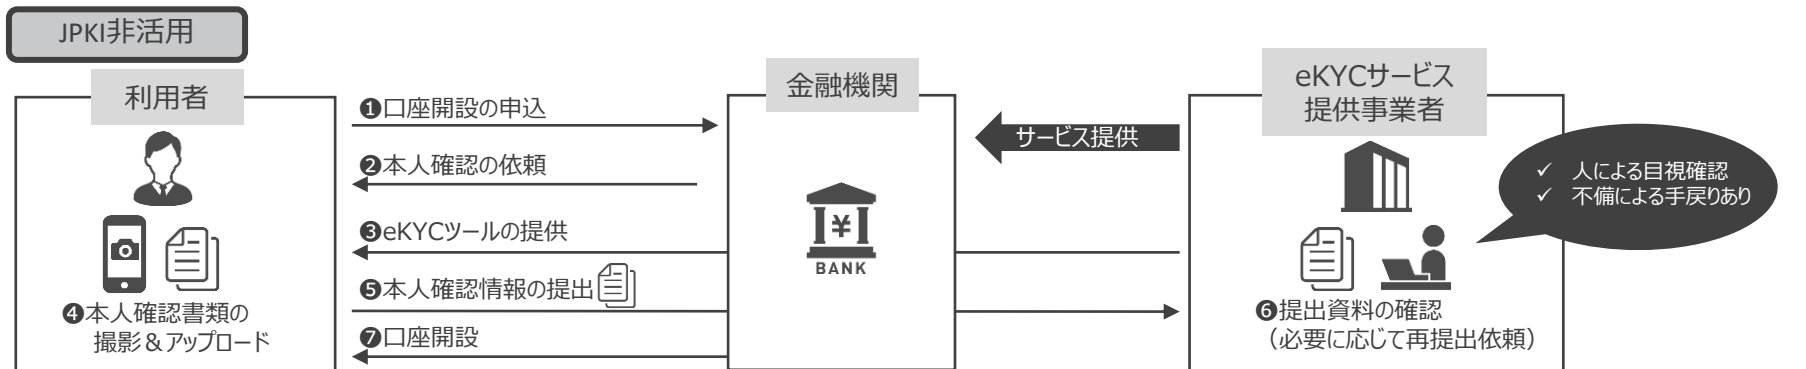 JPKI非活用
利用者
❶口座開設の申込
❷本人確認の依頼
❸eKYCツールの提供
❹本人確認書類の
撮影＆アップロード
❺本人確認情報の提出
❼口座開設
金融機関
¥
BANK
サービス提供
eKYCサービス
提供事業者
✓ 人による目視確認
✓ 不備による手戻りあり
❻提出資料の確認
（必要に応じて再提出依頼）